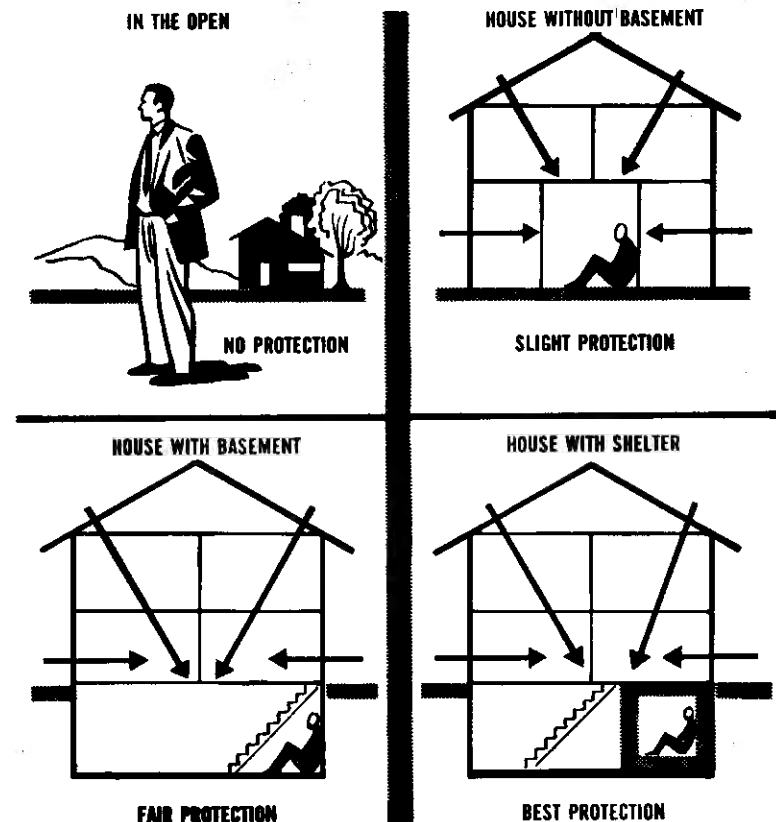 IN THE OPEN
NO PROTECTION
HOUSE WITHOUT BASEMENT
SLIGHT PROTECTION
HOUSE WITH BASEMENT
FAIR PROTECTION
HOUSE WITH SHELTER
BEST PROTECTION